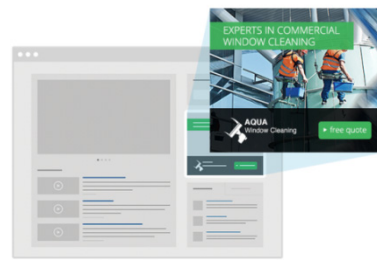 EXPERTS IN COMMERCIAL
WINDOW CLEANING
AQUA
Window Cleaning
free quote